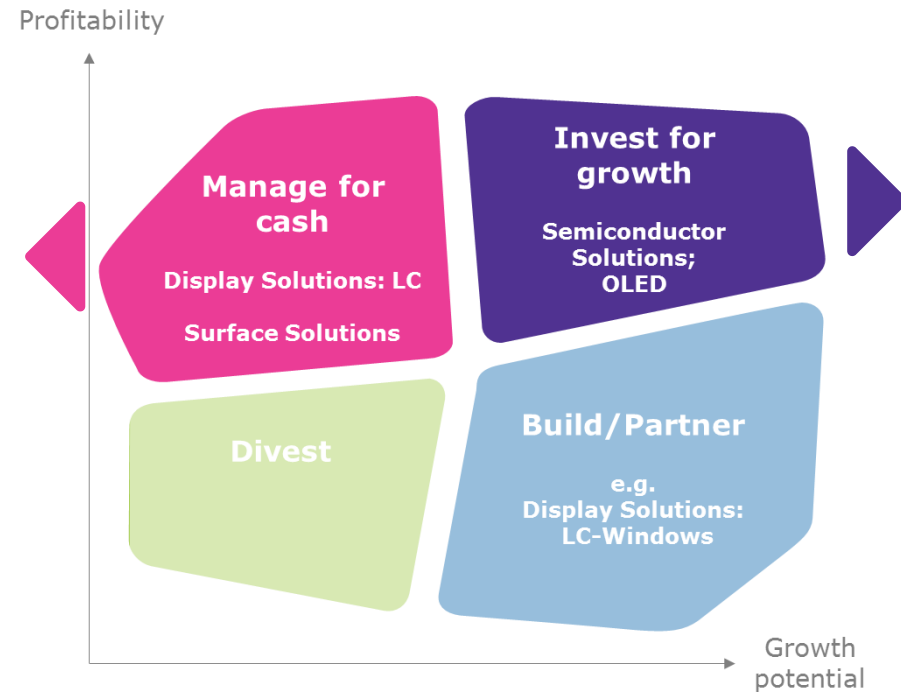 Profitability
Manage for
cash
Display Solutions: LC
Surface Solutions
Invest for
growth
Semiconductor
Solutions;
OLED
Divest
Build/Partner
e.g.
Display Solutions:
LC-Windows
Growth
potential